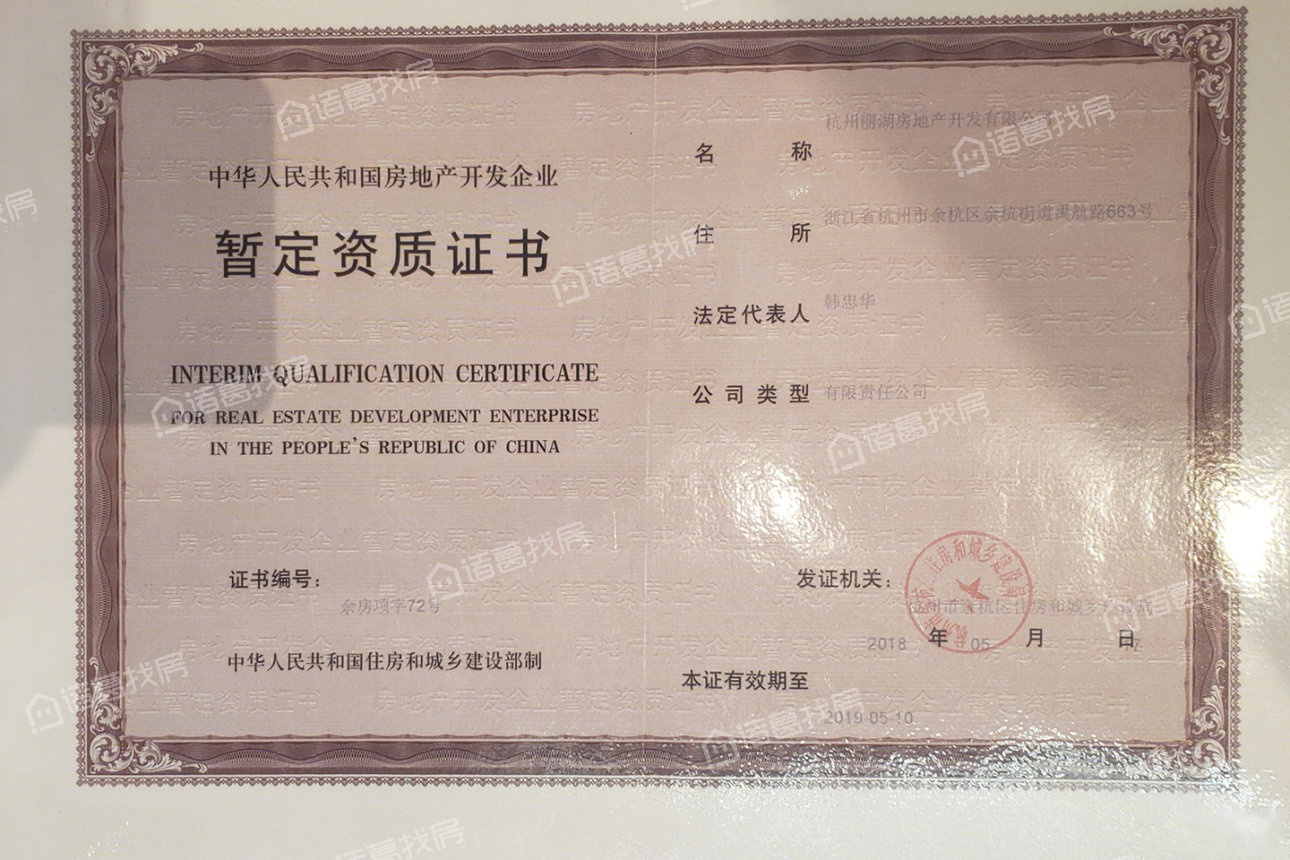 中华人民共和国房地产开发企业
暂定资质证书
INTERIM QUALIFICATION CERTIFICATE
FOR REAL ESTATE DEVELOPMENT ENTERPRISE
IN THE PEOPLE'S REPUBLIC OF CHINA
证书编号:
余房项字72号
中华人民共和国住房和城乡建设部制
杭州丽湖房地产开发有限公司
名称
浙江省杭州市余杭区余杭街道禹航路663号
住所
韩忠华
法定代表人
公司类型 有限责任公司
发证机关:
杭州市余杭区住房和城乡建设局
2018 年 05 月 日
本证有效期至
2019-05-10
诸葛找房